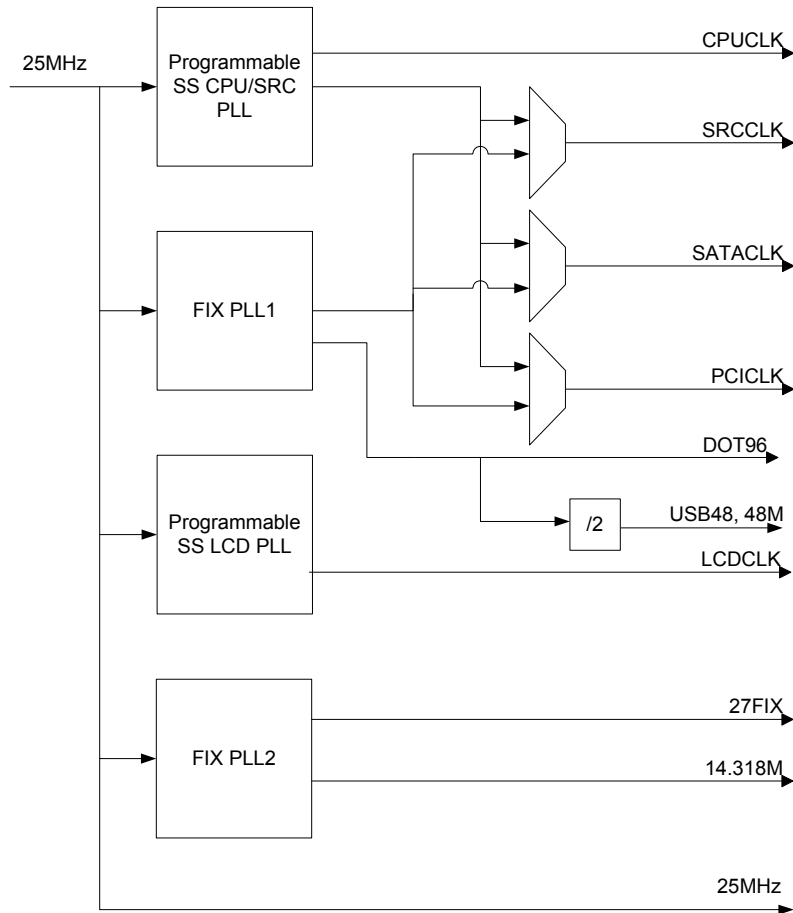 25MHz
Programmable
SS CPU/SRC
PLL
CPUCLK
SRCCLK
SATACLK
FIX PLL1
PCICLK
DOT96
/2
USB48, 48M
Programmable
SS LCD PLL
LCDCLK
FIX PLL2
27FIX
14.318M
25MHz